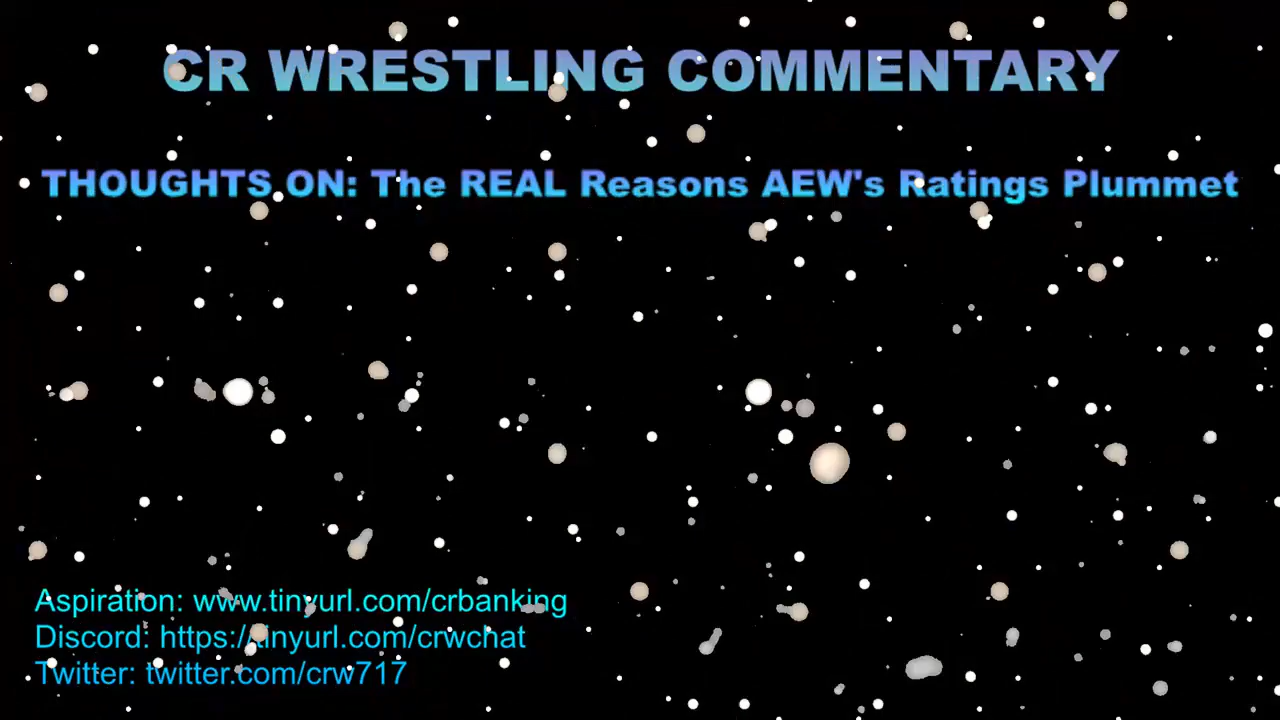 CR WRESTLING COMMENTARY
THOUGHTS ON: The REAL Reasons AEW's Ratings Plummet
Aspiration: www.tinyurl.com/crbanking
Discord: https://tinyurl.com/crwchat
Twitter: twitter.com/crw717